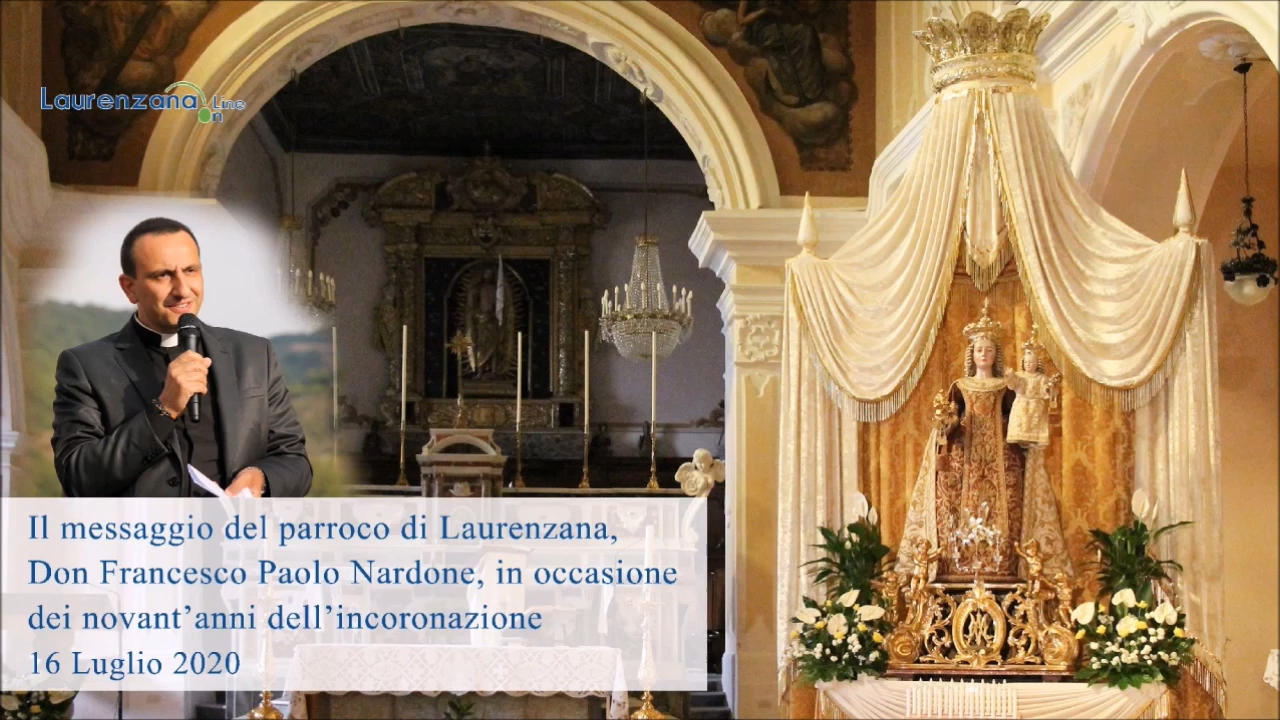 Laurenzana On Line
Il messaggio del parroco di Laurenzana,
Don Francesco Paolo Nardone, in occasione
dei novant’anni dell’incoronazione
16 Luglio 2020